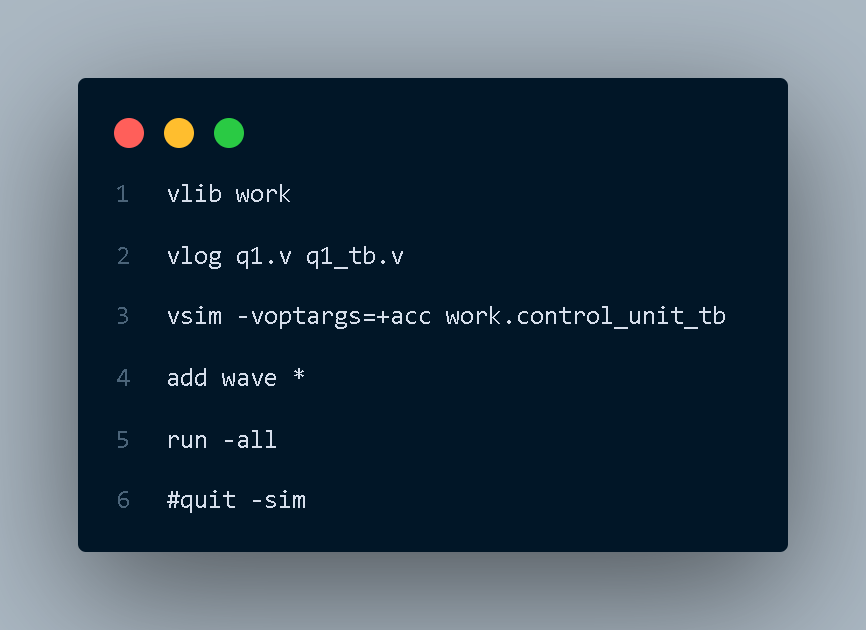 1 vlib work
2 vlog q1.v q1_tb.v
3 vsim -voptargs=+acc work.control_unit_tb
4 add wave *
5 run -all
6 #quit -sim